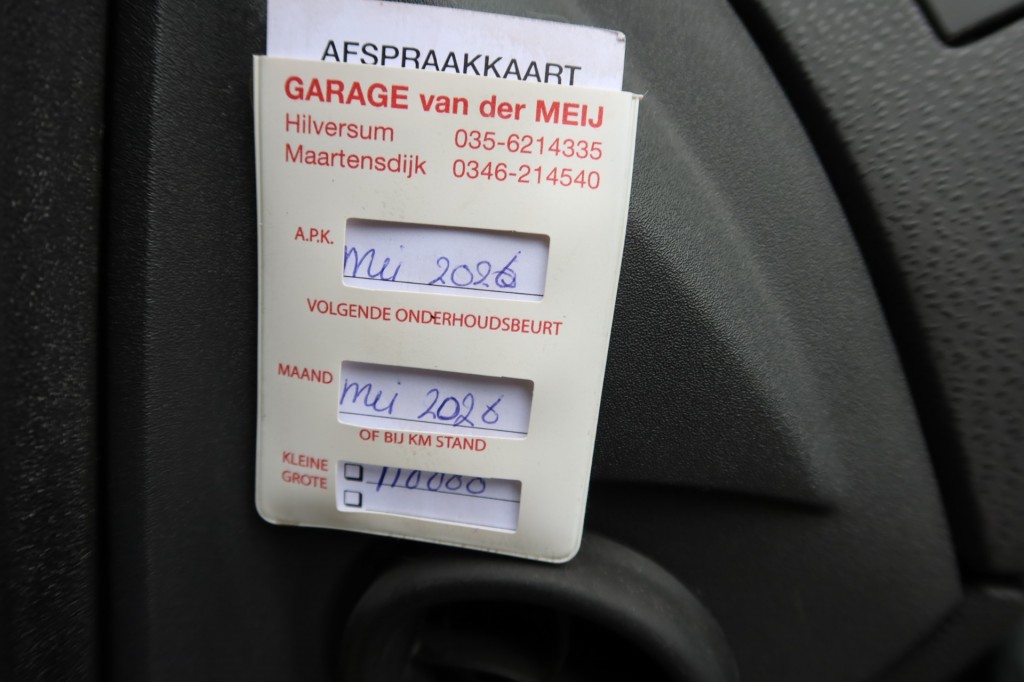 AFSPRAAKKAART
GARAGE van der MEIJ
Hilversum 035-6214335
Maartensdijk 0346-214540
A.P.K. Mei 2026
VOLGENDE ONDERHOUDSBEURT
MAAND Mei 2026
OF BIJ KM STAND
KLEINE 110000
GROTE